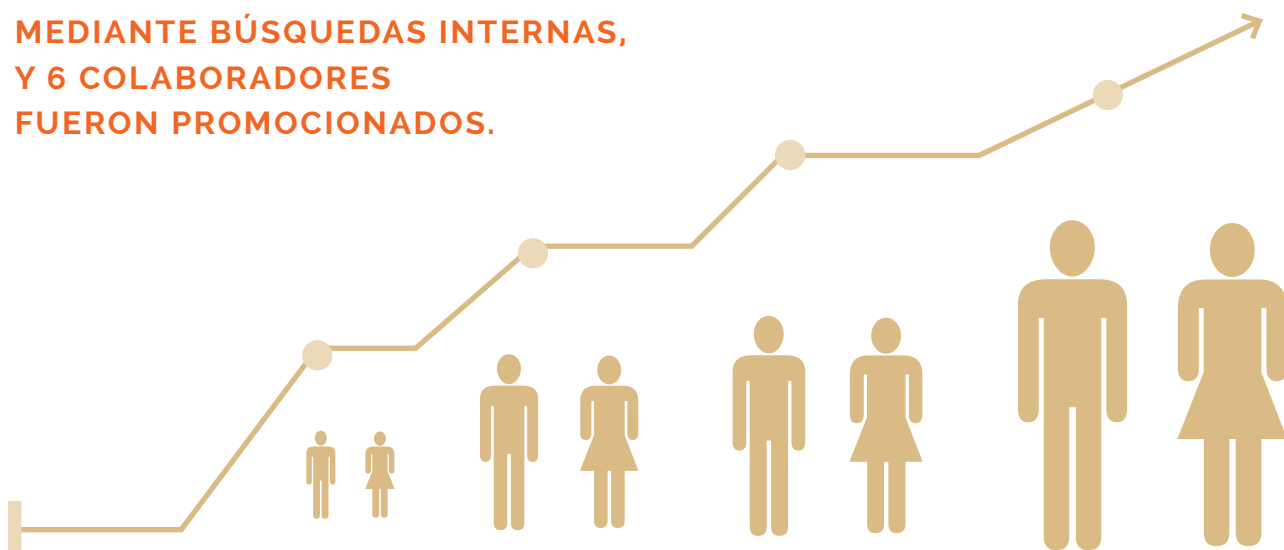 MEDIANTE BÚSQUEDAS INTERNAS,
Y 6 COLABORADORES
FUERON PROMOCIONADOS.